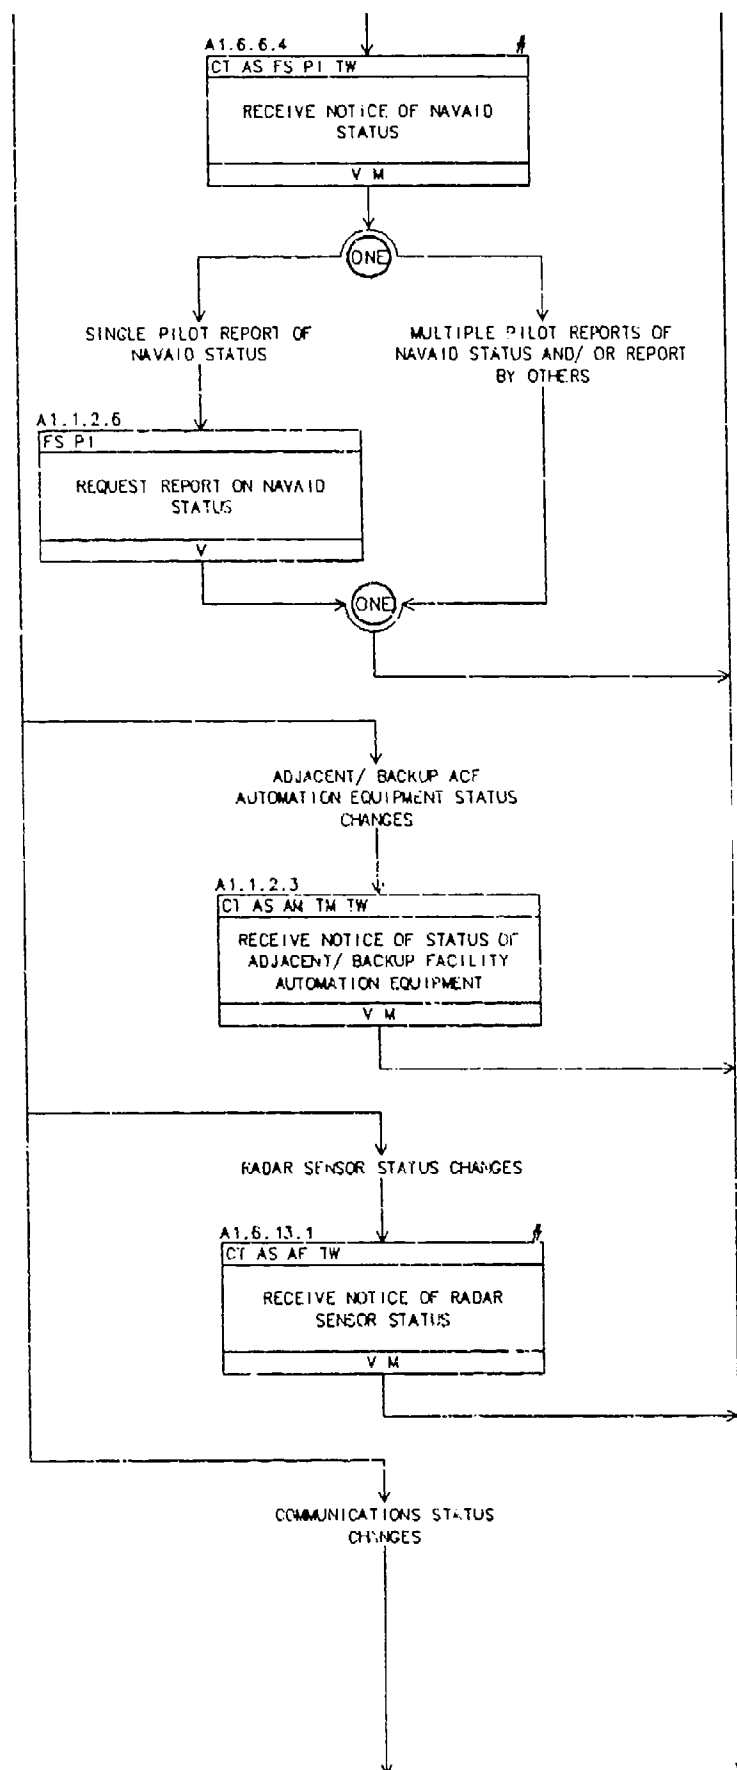 A1.6.6.4
CT AS FS PI TW
RECEIVE NOTICE OF NAVAID
STATUS
V M
ONE
SINGLE PILOT REPORT OF
NAVAID STATUS
MULTIPLE PILOT REPORTS OF
NAVAID STATUS AND/ OR REPORT
BY OTHERS
A1.1.2.6
FS PI
REQUEST REPORT ON NAVAID
STATUS
V
ONE
ADJACENT/ BACKUP ACF
AUTOMATION EQUIPMENT STATUS
CHANGES
A1.1.2.3
CT AS AM TM TW
RECEIVE NOTICE OF STATUS OF
ADJACENT/ BACKUP FACILITY
AUTOMATION EQUIPMENT
V M
RADAR SENSOR STATUS CHANGES
A1.6.13.1
CT AS AF TW
RECEIVE NOTICE OF RADAR
SENSOR STATUS
V M
COMMUNICATIONS STATUS
CHANGES